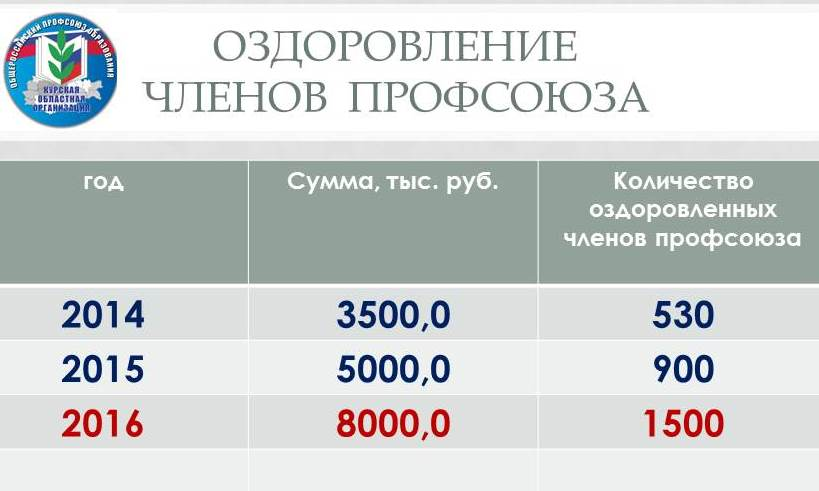 ОБЩЕРОССИЙСКИЙ ПРОФСОЮЗ ОБРАЗОВАНИЯ
КУРСКАЯ
ОБЛАСТНАЯ
ОРГАНИЗАЦИЯ
ОЗДОРОВЛЕНИЕ
ЧЛЕНОВ ПРОФСОЮЗА
год Сумма, тыс. руб. Количество
оздоровленных
членов профсоюза
2014 3500,0 530
2015 5000,0 900
2016 8000,0 1500